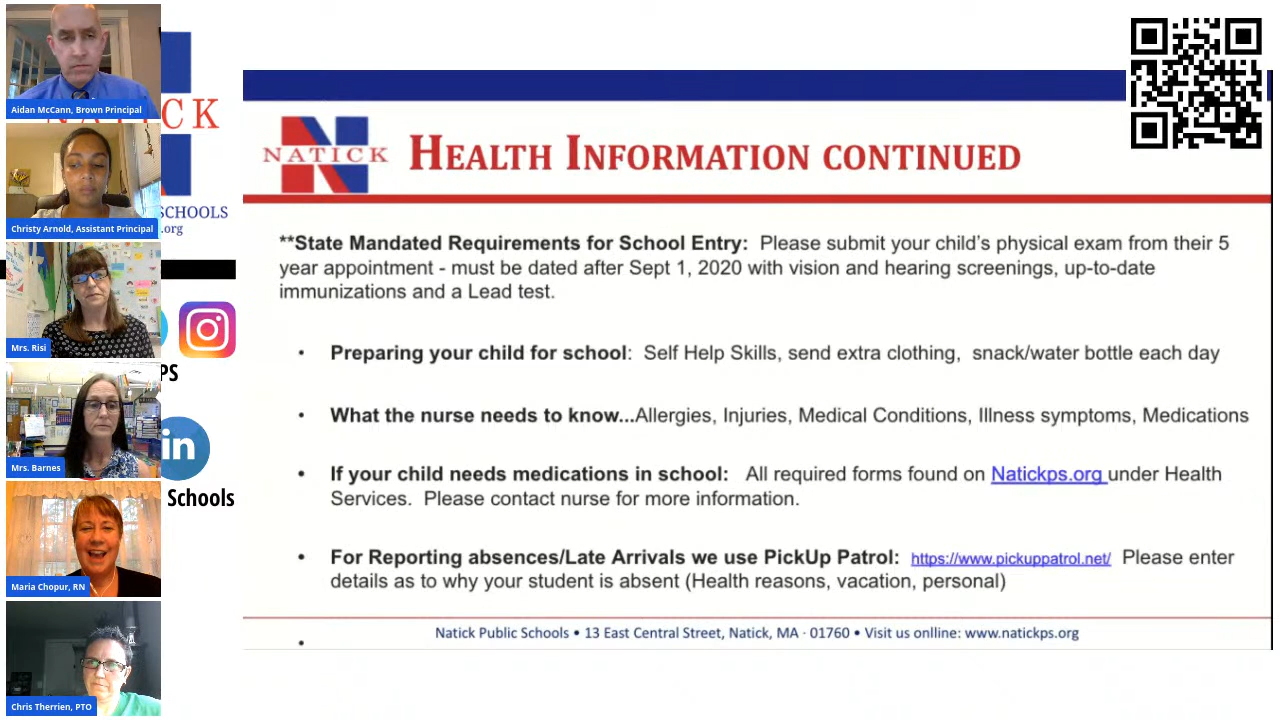 Aidan McCann, Brown Principal
CK
Christy Arnold, Assistant Principal
SCHOOLS
.org
Mrs. Risi
PS
Mrs. Barnes
in
Schools
Maria Chopur, RN
Chris Therrien, PTO
NATICK
HEALTH INFORMATION CONTINUED
**State Mandated Requirements for School Entry: Please submit your child's physical exam from their 5
year appointment - must be dated after Sept 1, 2020 with vision and hearing screenings, up-to-date
immunizations and a Lead test.
• Preparing your child for school: Self Help Skills, send extra clothing, snack/water bottle each day
• What the nurse needs to know...Allergies, Injuries, Medical Conditions, Illness symptoms, Medications
• If your child needs medications in school: All required forms found on Natickps.org under Health
Services. Please contact nurse for more information.
• For Reporting absences/Late Arrivals we use PickUp Patrol: https://www.pickuppatrol.net/ Please enter
details as to why your student is absent (Health reasons, vacation, personal)
•
Natick Public Schools • 13 East Central Street, Natick, MA · 01760 • Visit us onlline: www.natickps.org